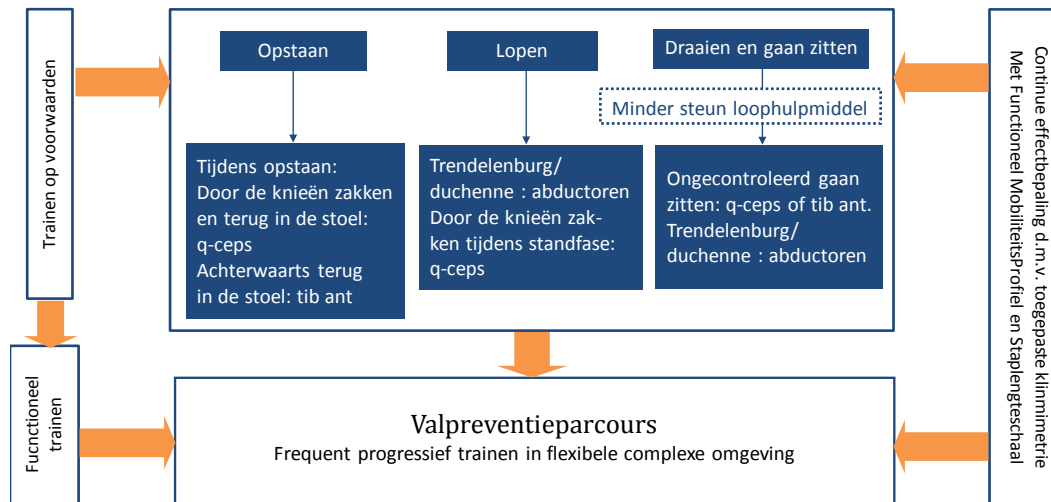 Trainen op voorwaarden
Opstaan
Lopen
Draaien en gaan zitten
Minder steun loophulpmiddel
Tijdens opstaan:
Door de knieën zakken
en terug in de stoel:
q-ceps
Achterwaarts terug
in de stoel: tib ant
Trendelenburg/
duchenne : abductoren
Door de knieën zak-
ken tijdens standfase:
q-ceps
Ongecontroleerd gaan
zitten: q-ceps of tib ant.
Trendelenburg/
duchenne : abductoren
Continue effectbepaling d.m.v. toegepaste klinmimetrie
Met Functioneel MobiliteitsProfiel en Staplengteschaal
Fucnctioneel
trainen
Valpreventieparcours
Frequent progressief trainen in flexibele complexe omgeving